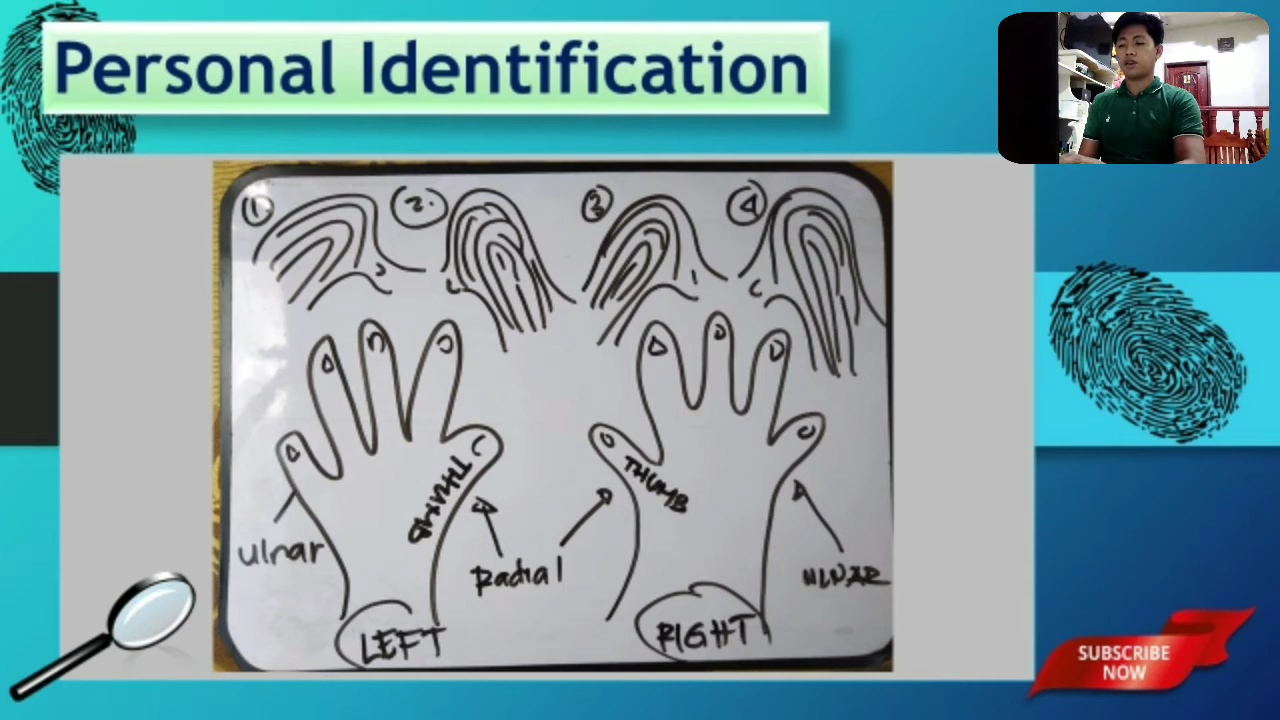 Personal Identification
1 2. 3 4
THUMB
THUMB
ulnar
Radial
ULNAR
LEFT
RIGHT
SUBSCRIBE
NOW